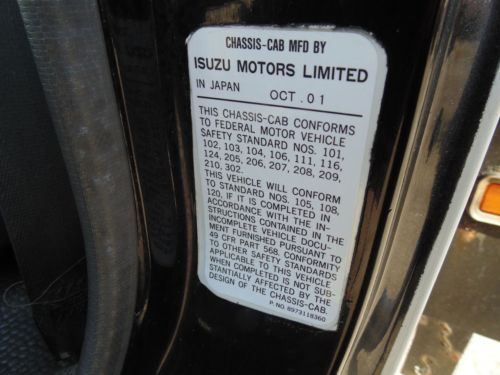 CHASSIS-CAB MFD BY
ISUZU MOTORS LIMITED
IN JAPAN OCT.01
THIS CHASSIS-CAB CONFORMS
TO FEDERAL MOTOR VEHICLE
SAFETY STANDARD NOS. 101,
102, 103, 104, 106, 111, 116,
124, 205, 206, 207, 208, 209,
210, 302.
THIS VEHICLE WILL CONFORM
TO STANDARD NOS. 105, 108,
120, IF IT IS COMPLETED IN
ACCORDANCE WITH THE IN-
STRUCTIONS CONTAINED IN THE
INCOMPLETE VEHICLE DOCU-
MENT FURNISHED PURSUANT TO
49 CFR PART 568, CONFORMITY
TO OTHER SAFETY STANDARDS
APPLICABLE TO THIS VEHICLE
WHEN COMPLETED IS NOT SUB-
STANTIALLY AFFECTED BY THE
DESIGN OF THE CHASSIS-CAB.
P. NO. 8973118360